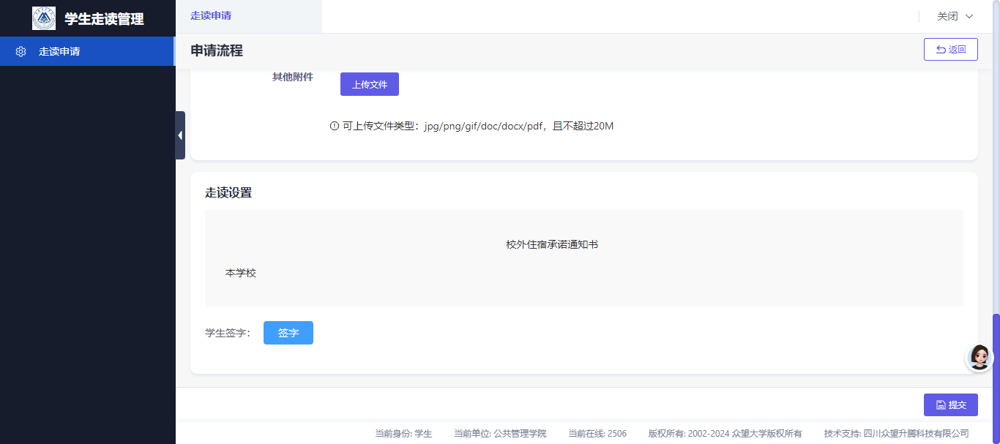 学生走读管理
走读申请
走读申请
关闭
申请流程
返回
其他附件
上传文件
可上传文件类型：jpg/png/gif/doc/docx/pdf，且不超过20M
走读设置
校外住宿承诺通知书
本学校
学生签字：
签字
提交
当前身份: 学生 当前单位: 公共管理学院 当前在线: 2506 版权所有: 2002-2024 众望大学版权所有 技术支持: 四川众望升腾科技有限公司